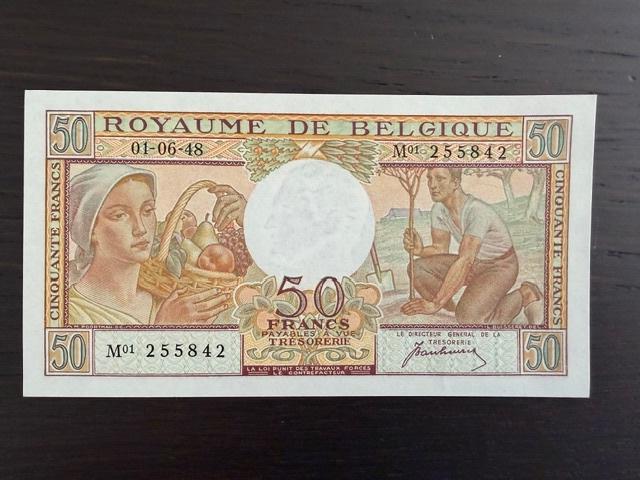 50 ROYAUME DE BELGIQUE 50
01-06-48 M01 255842
CINQUANTE FRANCS
CINQUANTE FRANCS
50
FRANCS
PAYABLES A VUE
TRESORERIE
LE DIRECTEUR GENERAL DE LA
TRESORERIE
50 M01 255842 50
LA LOI PUNIT DES TRAVAUX FORCES
LE CONTREFACTEUR